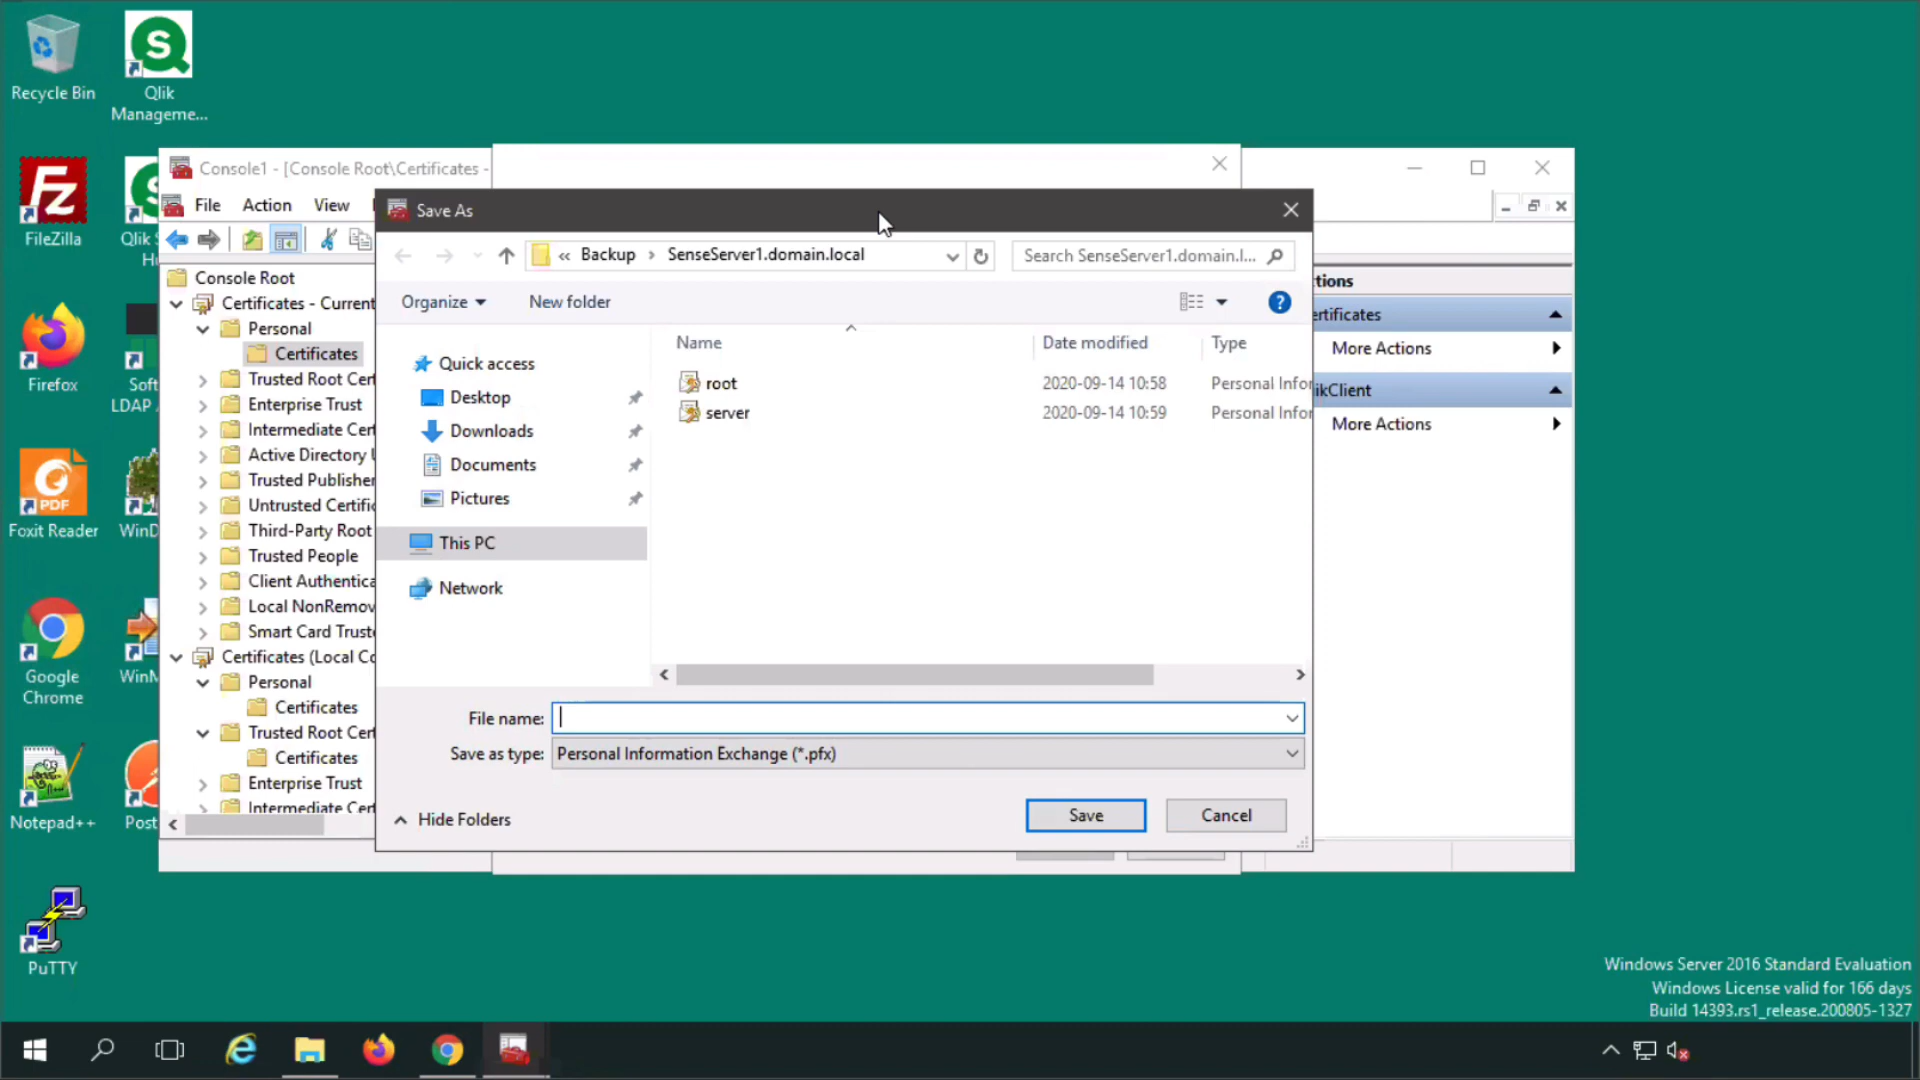 Recycle Bin
Qlik
Manageme...
FileZilla
Qlik
Firefox
Soft
LDAP
Foxit Reader
Google
Chrome
Notepad++
Post
PuTTY
Console1 - [Console Root\Certificates -
File
Action
View
Console Root
Certificates - Current
Personal
Certificates
Trusted Root Cert
Enterprise Trust
Intermediate Cert
Active Directory U
Trusted Publisher
Untrusted Certific
Third-Party Root
Trusted People
Client Authentica
Local NonRemov
Smart Card Truste
Certificates (Local Co
Personal
Certificates
Trusted Root Cert
Certificates
Enterprise Trust
Intermediate Cert
Save As
« Backup › SenseServer1.domain.local
Search SenseServer1.domain.l...
Organize
New folder
Quick access
Desktop
Downloads
Documents
Pictures
This PC
Network
Name Date modified Type
root 2020-09-14 10:58 Personal Infor
server 2020-09-14 10:59 Personal Infor
File name:
Save as type: Personal Information Exchange (*.pfx)
Hide Folders
Save
Cancel
tions
ertificates
More Actions
ikClient
More Actions
Windows Server 2016 Standard Evaluation
Windows License valid for 166 days
Build 14393.rs1_release.200805-1327